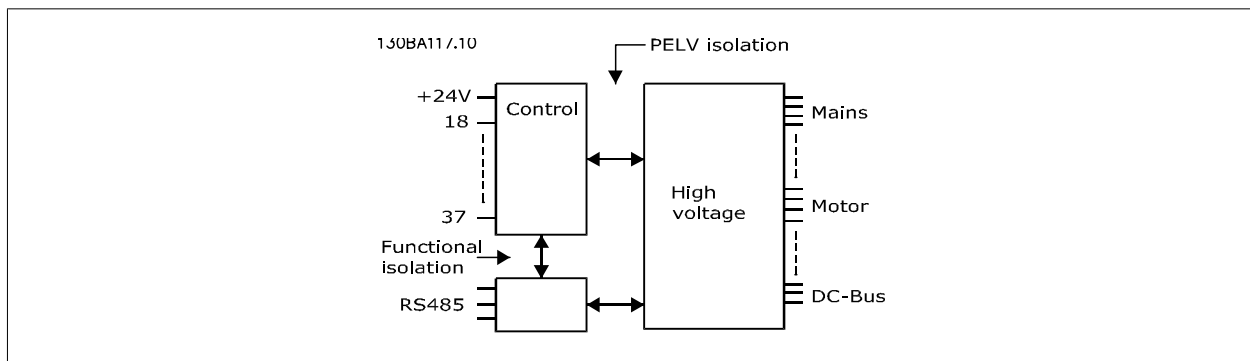 130BA117.10
PELV isolation
+24V
18
Control
Mains
High
voltage
37
Motor
Functional
isolation
RS485
DC-Bus